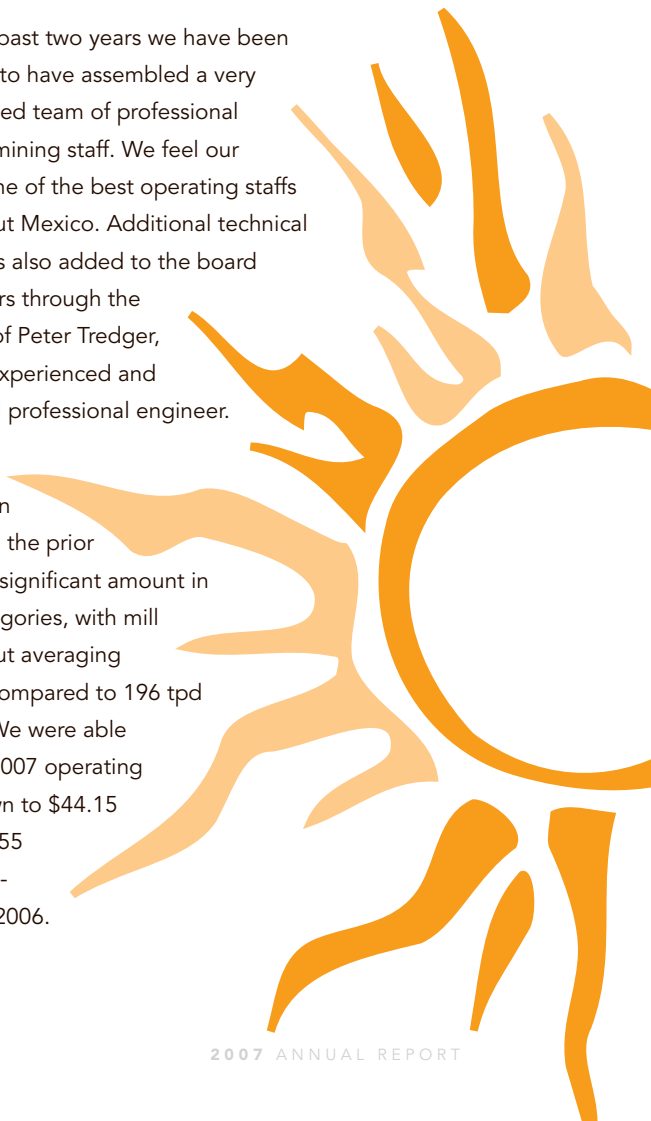 past two years we have been
to have assembled a very
ed team of professional
mining staff. We feel our
ne of the best operating staffs
ut Mexico. Additional technical
s also added to the board
rs through the
of Peter Tredger,
xperienced and
professional engineer.
n
the prior
significant amount in
gories, with mill
ut averaging
ompared to 196 tpd
We were able
007 operating
n to $44.15
55
-
2006.
2007 ANNUAL REPORT